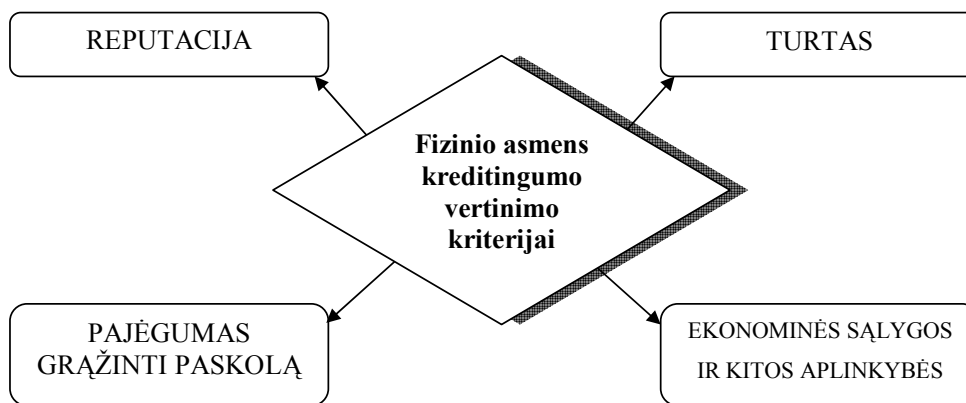 REPUTACIJA
TURTAS
Fizinio asmens
kreditingumo
vertinimo
kriterijai
PAJĖGUMAS
GRĄŽINTI PASKOLĄ
EKONOMINĖS SĄLYGOS
IR KITOS APLINKYBĖS